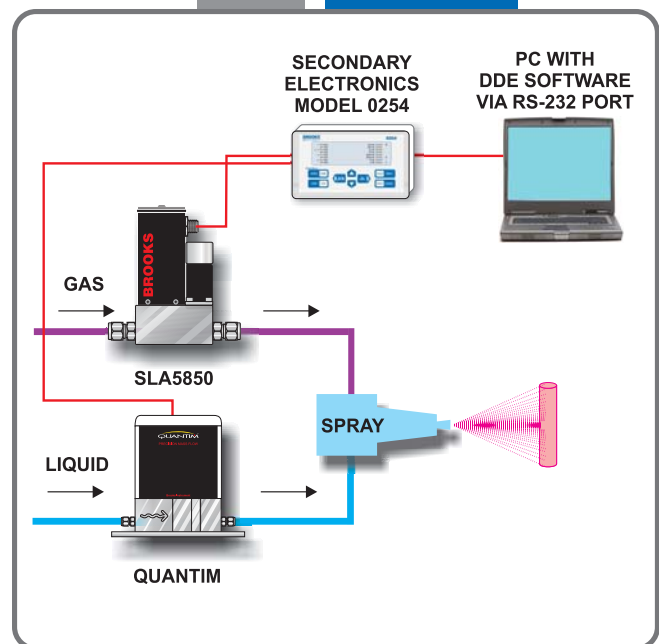 SECONDARY
ELECTRONICS
MODEL 0254
PC WITH
DDE SOFTWARE
VIA RS-232 PORT
BROOKS
GAS
SLA5850
SPRAY
QUANTIM
LIQUID
QUANTIM